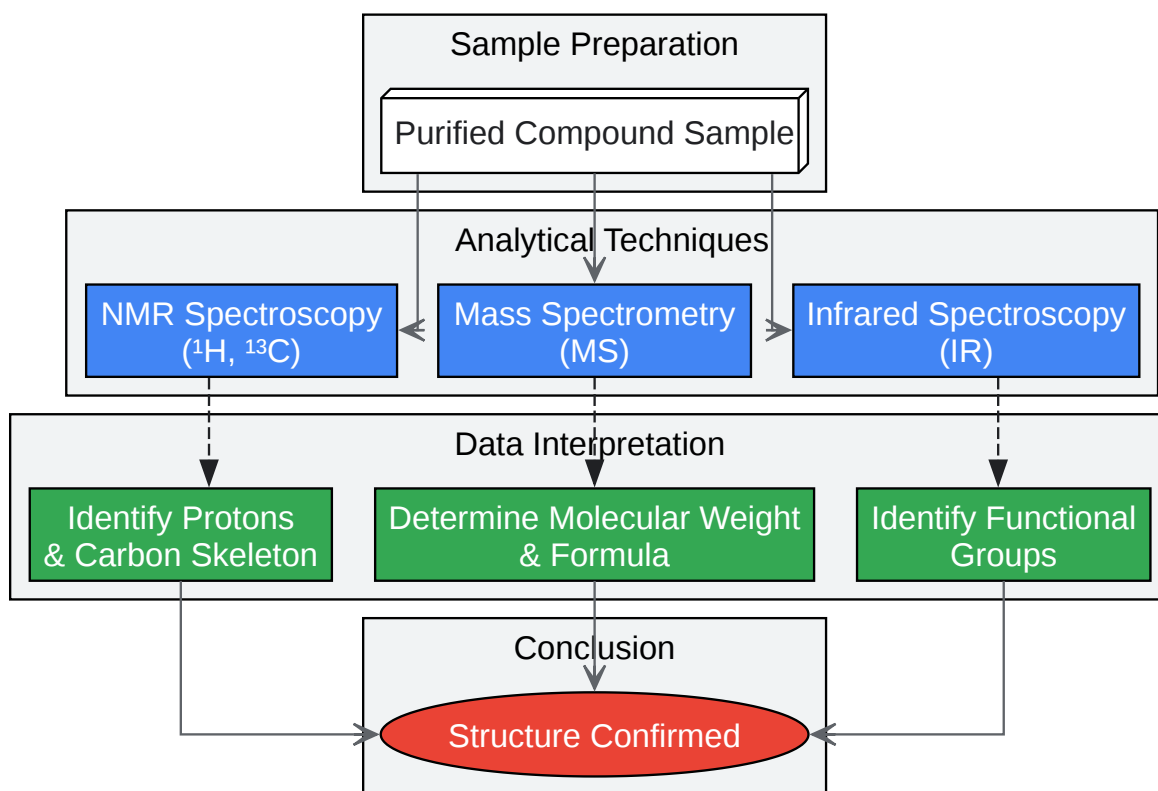 Sample Preparation
Purified Compound Sample
Analytical Techniques
NMR Spectroscopy
(¹H, ¹³C)
Mass Spectrometry
(MS)
Infrared Spectroscopy
(IR)
Data Interpretation
Identify Protons
& Carbon Skeleton
Determine Molecular Weight
& Formula
Identify Functional
Groups
Conclusion
Structure Confirmed